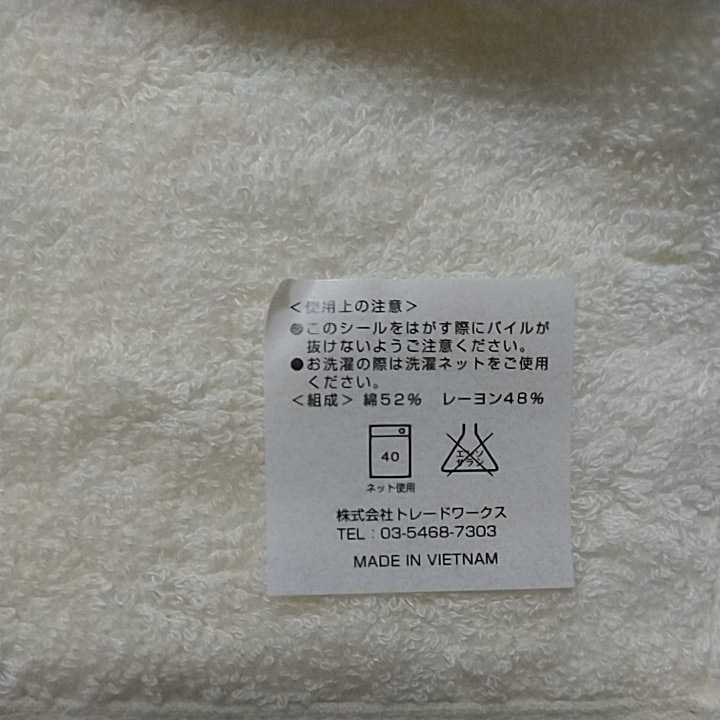 ＜使用上の注意＞
●このシールをはがす際にパイルが
抜けないようご注意ください。
●お洗濯の際は洗濯ネットをご使用
ください。
＜組成＞ 綿52％ レーヨン48％
40
エンソ
サラシ
ネット使用
株式会社トレードワークス
TEL : 03-5468-7303
MADE IN VIETNAM